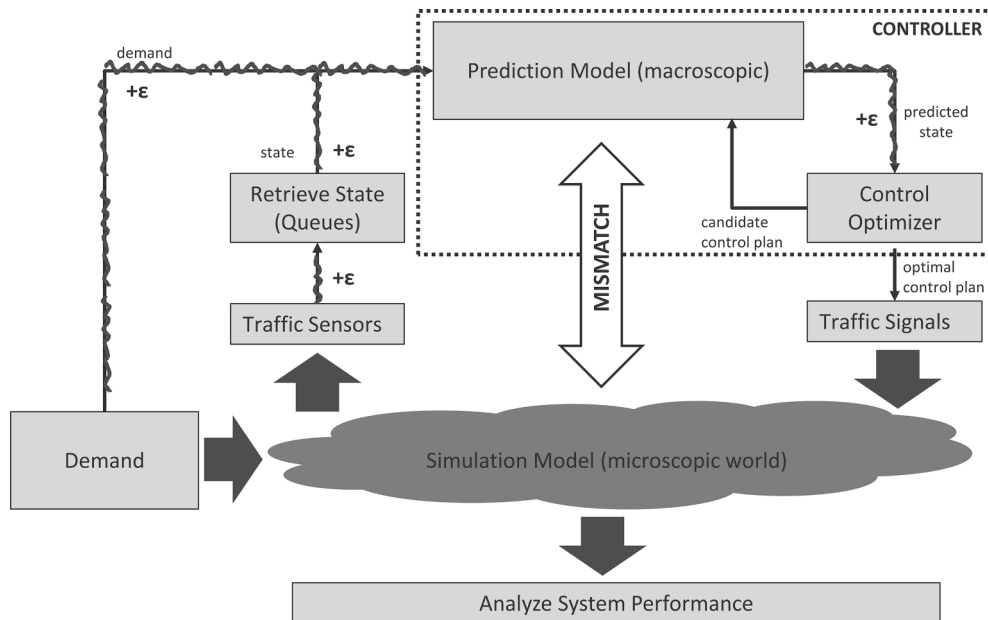 CONTROLLER
demand
Prediction Model (macroscopic)
+ε
+ε
predicted
state
state
+ε
Retrieve State
(Queues)
Control
Optimizer
candidate
control plan
MISMATCH
+ε
optimal
control plan
Traffic Sensors
Traffic Signals
Demand
Simulation Model (microscopic world)
Analyze System Performance